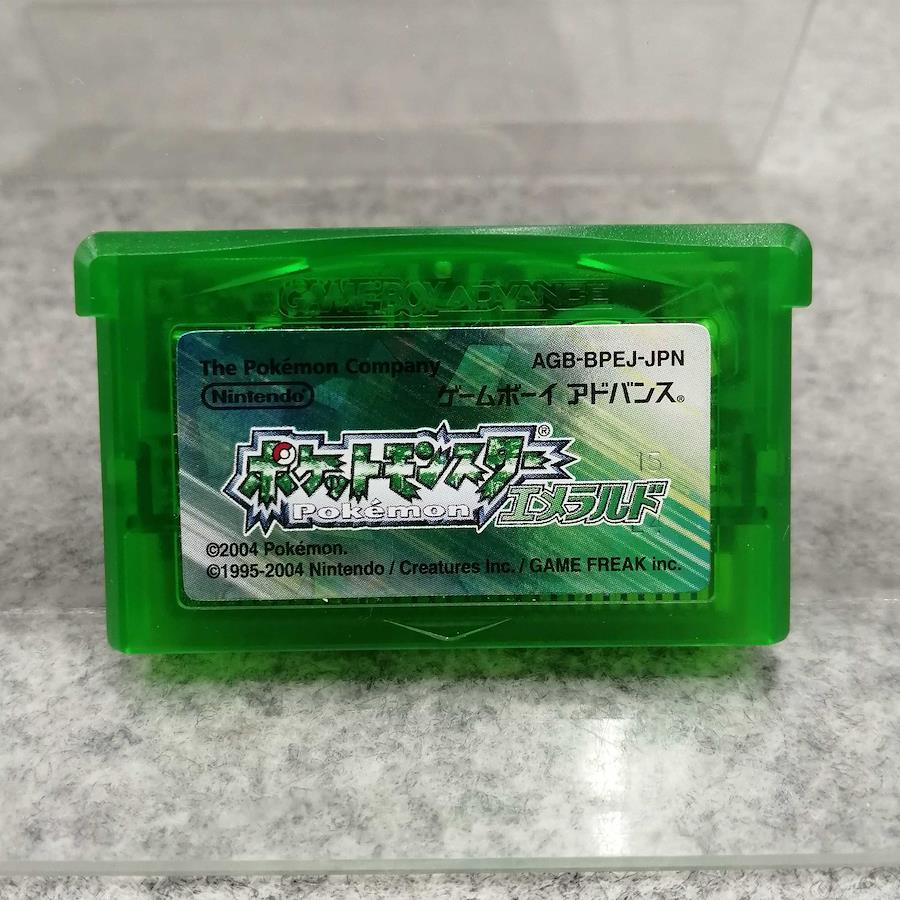 GAME BOY ADVANCE
The Pokémon Company
AGB-BPEJ-JPN
Nintendo
ゲームボーイ アドバンス®
ポケットモンスター®
Pokémon
エメラルド
15
©2004 Pokémon.
©1995-2004 Nintendo / Creatures Inc. / GAME FREAK inc.